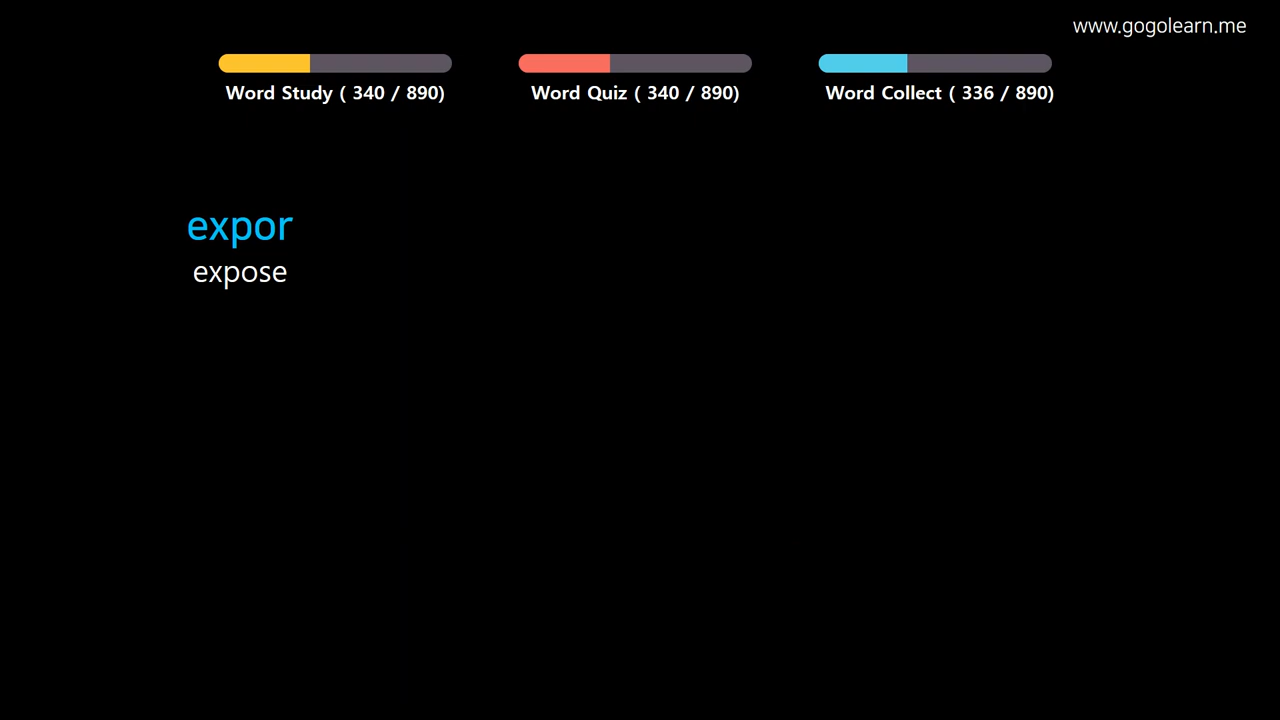 www.gogolearn.me
Word Study ( 340 / 890)
Word Quiz ( 340 / 890)
Word Collect ( 336 / 890)
expor
expose